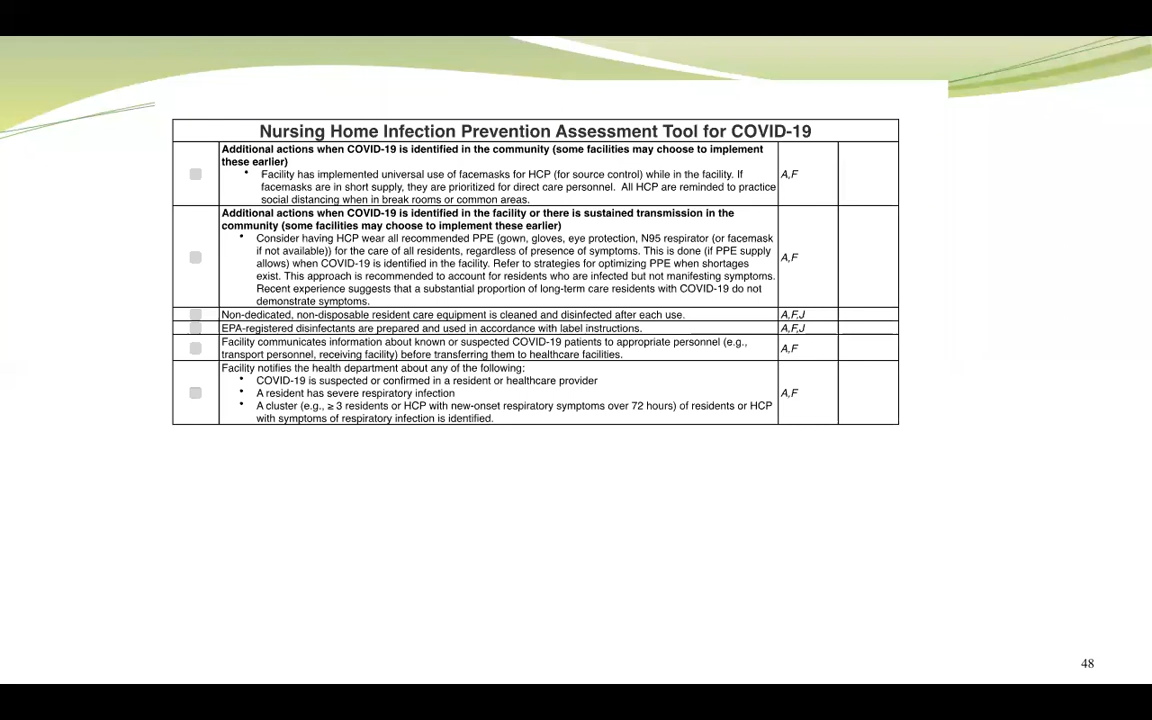 Nursing Home Infection Prevention Assessment Tool for COVID-19
Additional actions when COVID-19 is identified in the community (some facilities may choose to implement
these earlier)
• Facility has implemented universal use of facemasks for HCP (for source control) while in the facility. If
facemasks are in short supply, they are prioritized for direct care personnel. All HCP are reminded to practice
social distancing when in break rooms or common areas.
A,F
Additional actions when COVID-19 is identified in the facility or there is sustained transmission in the
community (some facilities may choose to implement these earlier)
• Consider having HCP wear all recommended PPE (gown, gloves, eye protection, N95 respirator (or facemask
if not available)) for the care of all residents, regardless of presence of symptoms. This is done (if PPE supply
allows) when COVID-19 is identified in the facility. Refer to strategies for optimizing PPE when shortages
exist. This approach is recommended to account for residents who are infected but not manifesting symptoms.
Recent experience suggests that a substantial proportion of long-term care residents with COVID-19 do not
demonstrate symptoms.
A,F
Non-dedicated, non-disposable resident care equipment is cleaned and disinfected after each use.
A,F,J
EPA-registered disinfectants are prepared and used in accordance with label instructions.
A,F,J
Facility communicates information about known or suspected COVID-19 patients to appropriate personnel (e.g.,
transport personnel, receiving facility) before transferring them to healthcare facilities.
A,F
Facility notifies the health department about any of the following:
• COVID-19 is suspected or confirmed in a resident or healthcare provider
• A resident has severe respiratory infection
• A cluster (e.g., ≥ 3 residents or HCP with new-onset respiratory symptoms over 72 hours) of residents or HCP
with symptoms of respiratory infection is identified.
A,F
48